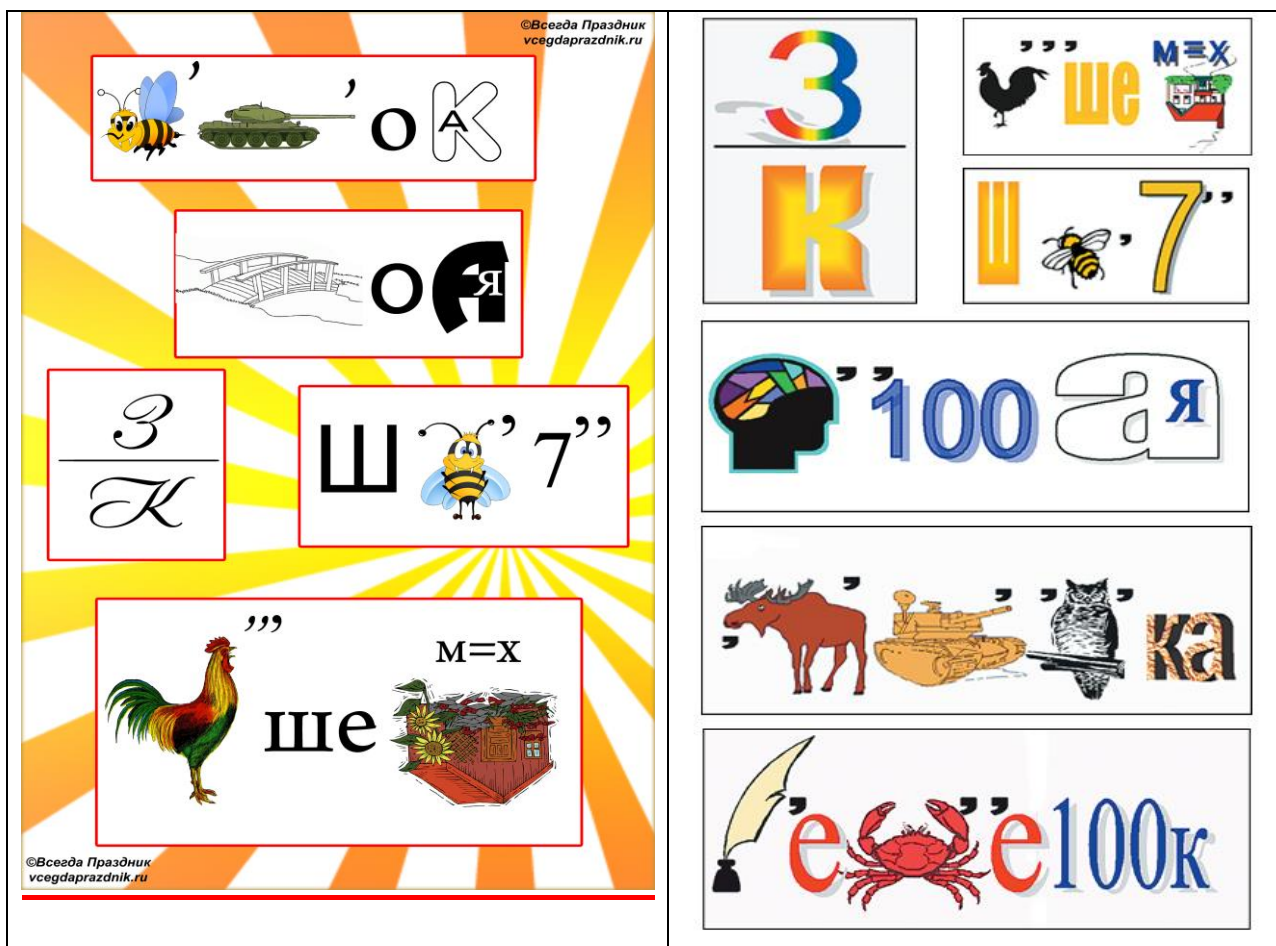 ©Всегда Праздник
vcegdaprazdnik.ru
’ ’ о К А
о А Я
З
К
Ш ’ 7’’
’’’ ше м=х
©Всегда Праздник
vcegdaprazdnik.ru
З
К
’’’ ше м=х
Ш ’ 7’’
’’100 а я
’ ’ ’ ’ ’ ка
’е ’’е100к